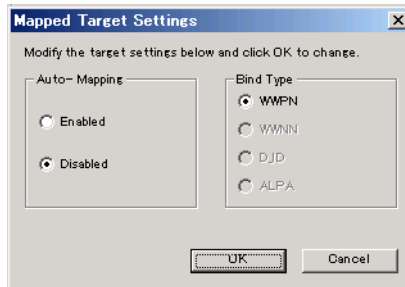 Mapped Target Settings
Modify the target settings below and click OK to change.
Auto- Mapping
Enabled
Disabled
Bind Type
WWPN
WWNN
DJD
ALPA
OK
Cancel